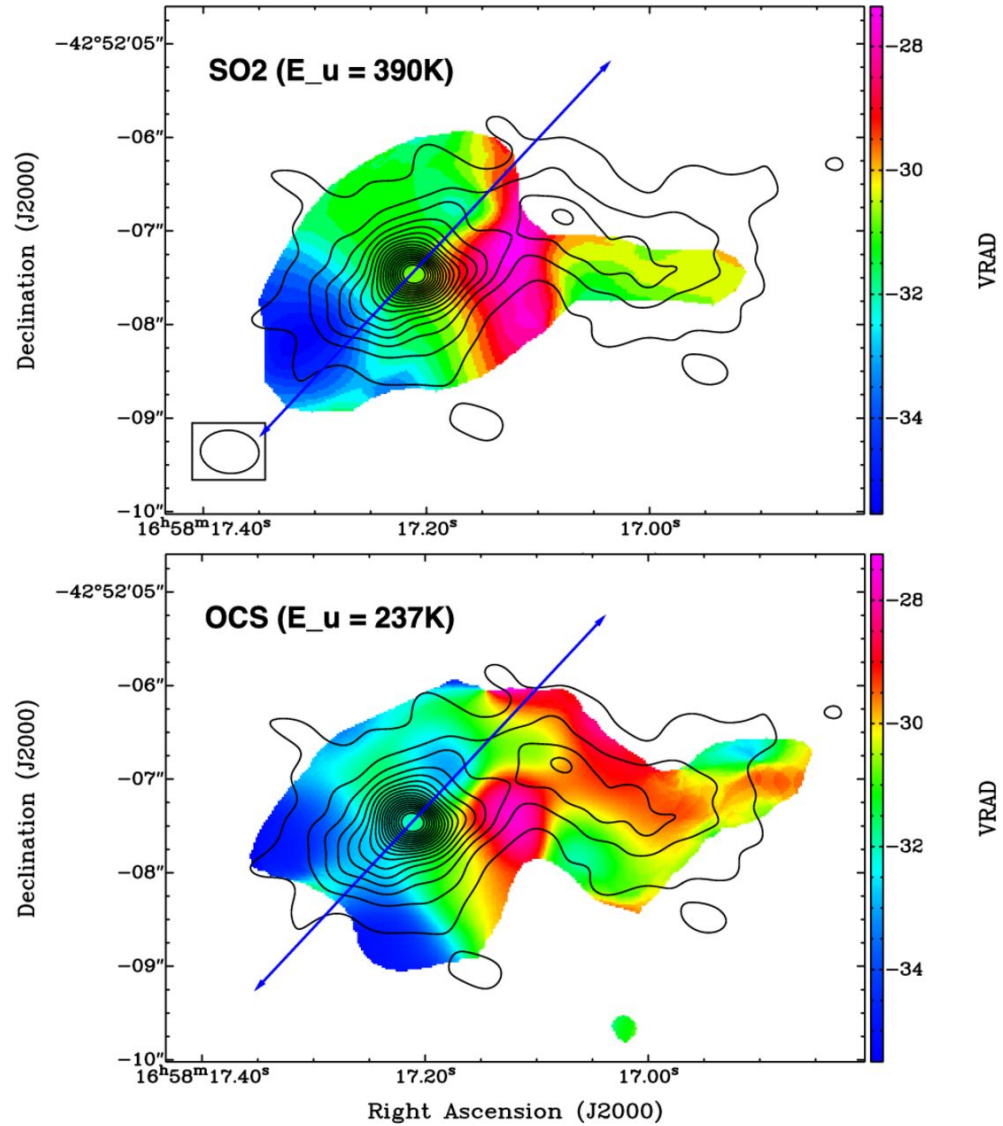 −42°52′05″
SO2 (E_u = 390K)
−06″
−07″
−08″
−09″
−10″
Declination (J2000)
16ʰ58ᵐ17.40ˢ
17.20ˢ
17.00ˢ
−28
−30
−32
−34
VRAD
−42°52′05″
OCS (E_u = 237K)
−06″
−07″
−08″
−09″
−10″
Declination (J2000)
16ʰ58ᵐ17.40ˢ
17.20ˢ
17.00ˢ
Right Ascension (J2000)
−28
−30
−32
−34
VRAD